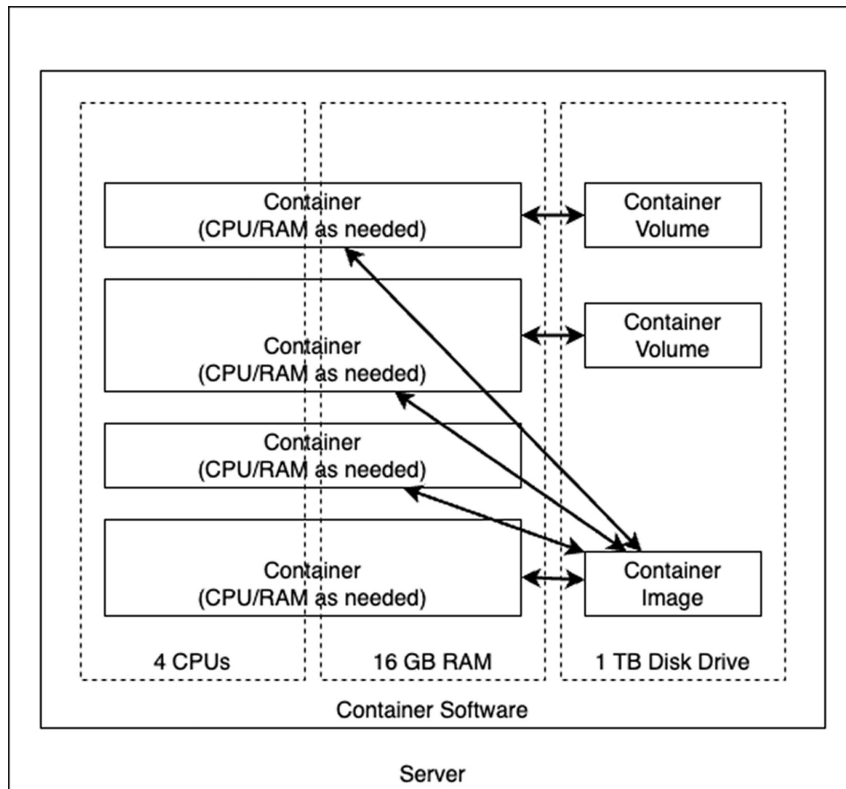 Container
(CPU/RAM as needed)
Container
Volume
Container
(CPU/RAM as needed)
Container
Volume
Container
(CPU/RAM as needed)
Container
(CPU/RAM as needed)
Container
Image
4 CPUs
16 GB RAM
1 TB Disk Drive
Container Software
Server